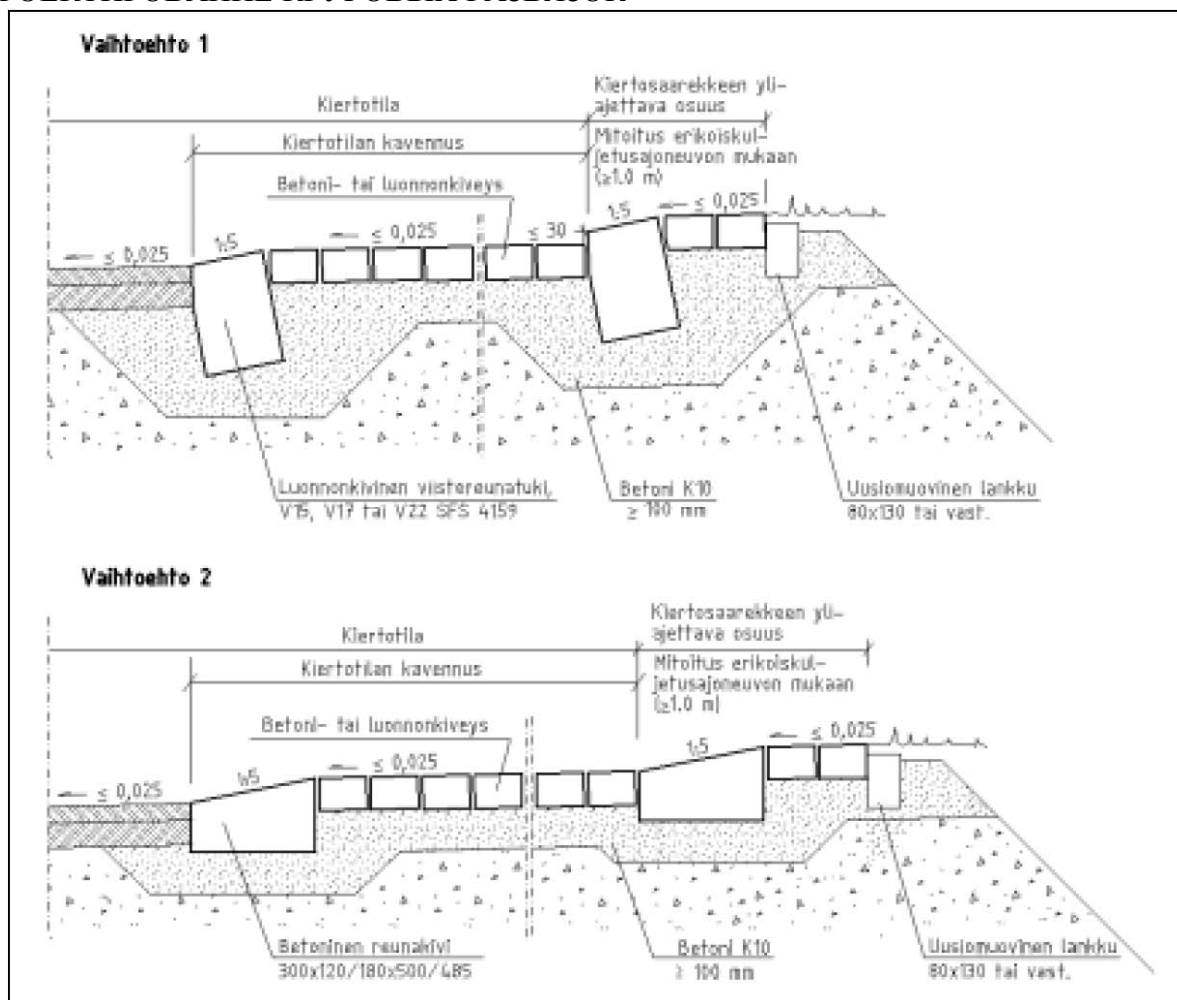 Vaihtoehto 1
Kiertosaarekkeen yli-
ajettava osuus
Kiertotila
Kiertotilan kavennus
Mitoitus erikoiskul-
jetusajoneuvon mukaan
(≥1.0 m)
Betoni- tai luonnonkiveys
≤ 0,025
1:5
≤ 0,025
≤ 30
1:5
≤ 0,025
Luonnonkivinen viistereunatuki,
V15, V17 tai V22 SFS 4159
Betoni K10
≥ 100 mm
Uusiomuovinen lankku
80x130 tai vast.
Vaihtoehto 2
Kiertosaarekkeen yli-
ajettava osuus
Kiertotila
Kiertotilan kavennus
Mitoitus erikoiskul-
jetusajoneuvon mukaan
(≥1.0 m)
Betoni- tai luonnonkiveys
≤ 0,025
1:5
≤ 0,025
1:5
≤ 0,025
Betoninen reunakivi
300x120/180x500/485
Betoni K10
≥ 100 mm
Uusiomuovinen lankku
80x130 tai vast.